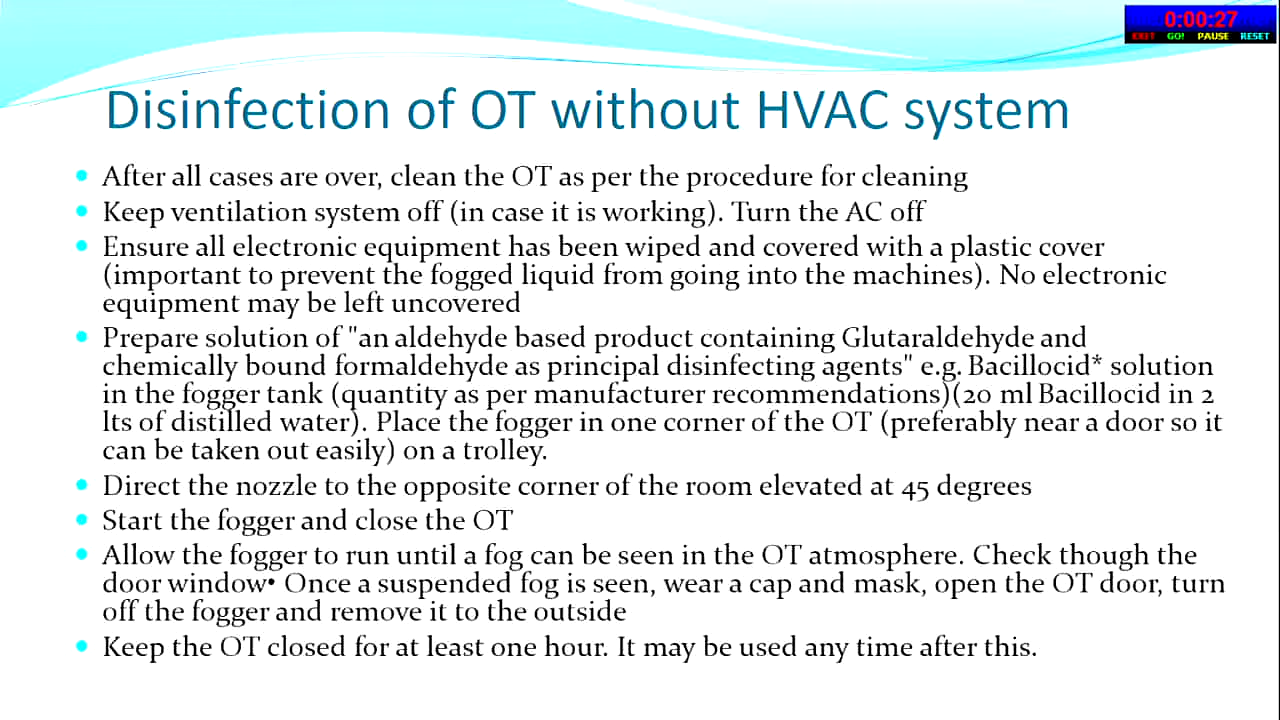 0:00:27
EXIT GO! PAUSE RESET
Disinfection of OT without HVAC system
• After all cases are over, clean the OT as per the procedure for cleaning
• Keep ventilation system off (in case it is working). Turn the AC off
• Ensure all electronic equipment has been wiped and covered with a plastic cover
(important to prevent the fogged liquid from going into the machines). No electronic
equipment may be left uncovered
• Prepare solution of "an aldehyde based product containing Glutaraldehyde and
chemically bound formaldehyde as principal disinfecting agents" e.g. Bacillocid* solution
in the fogger tank (quantity as per manufacturer recommendations)(20 ml Bacillocid in 2
lts of distilled water). Place the fogger in one corner of the OT (preferably near a door so it
can be taken out easily) on a trolley.
• Direct the nozzle to the opposite corner of the room elevated at 45 degrees
• Start the fogger and close the OT
• Allow the fogger to run until a fog can be seen in the OT atmosphere. Check though the
door window• Once a suspended fog is seen, wear a cap and mask, open the OT door, turn
off the fogger and remove it to the outside
• Keep the OT closed for at least one hour. It may be used any time after this.